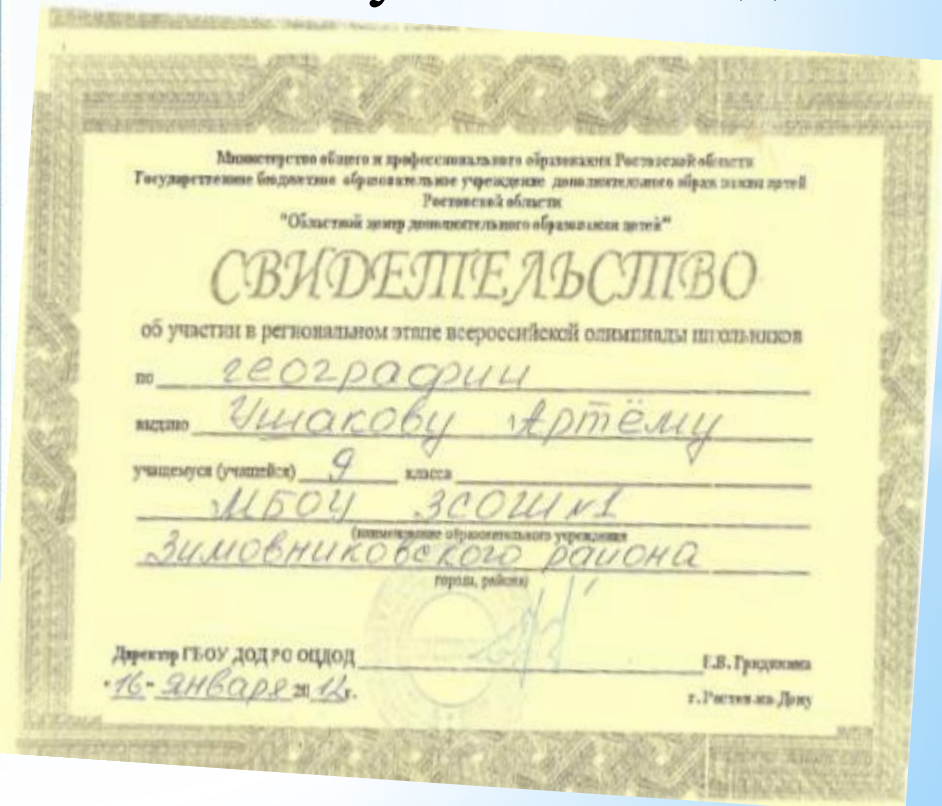 Министерство общего и профессионального образования Ростовской области
Государственное бюджетное образовательное учреждение дополнительного образования детей
Ростовской области
"Областной центр дополнительного образования детей"
СВИДЕТЕЛЬСТВО
об участии в региональном этапе всероссийской олимпиады школьников
по географии
выдано Ушакову Артёму
учащемуся (учащейся) 9 класса
МБОУ ЗСОШ №1
(наименование образовательного учреждения
Зимовниковского района
города, района)
Директор ГБОУ ДОД РО ОЦДОД Е.В.
"16" января 2012г. г. Ростов-на-Дону